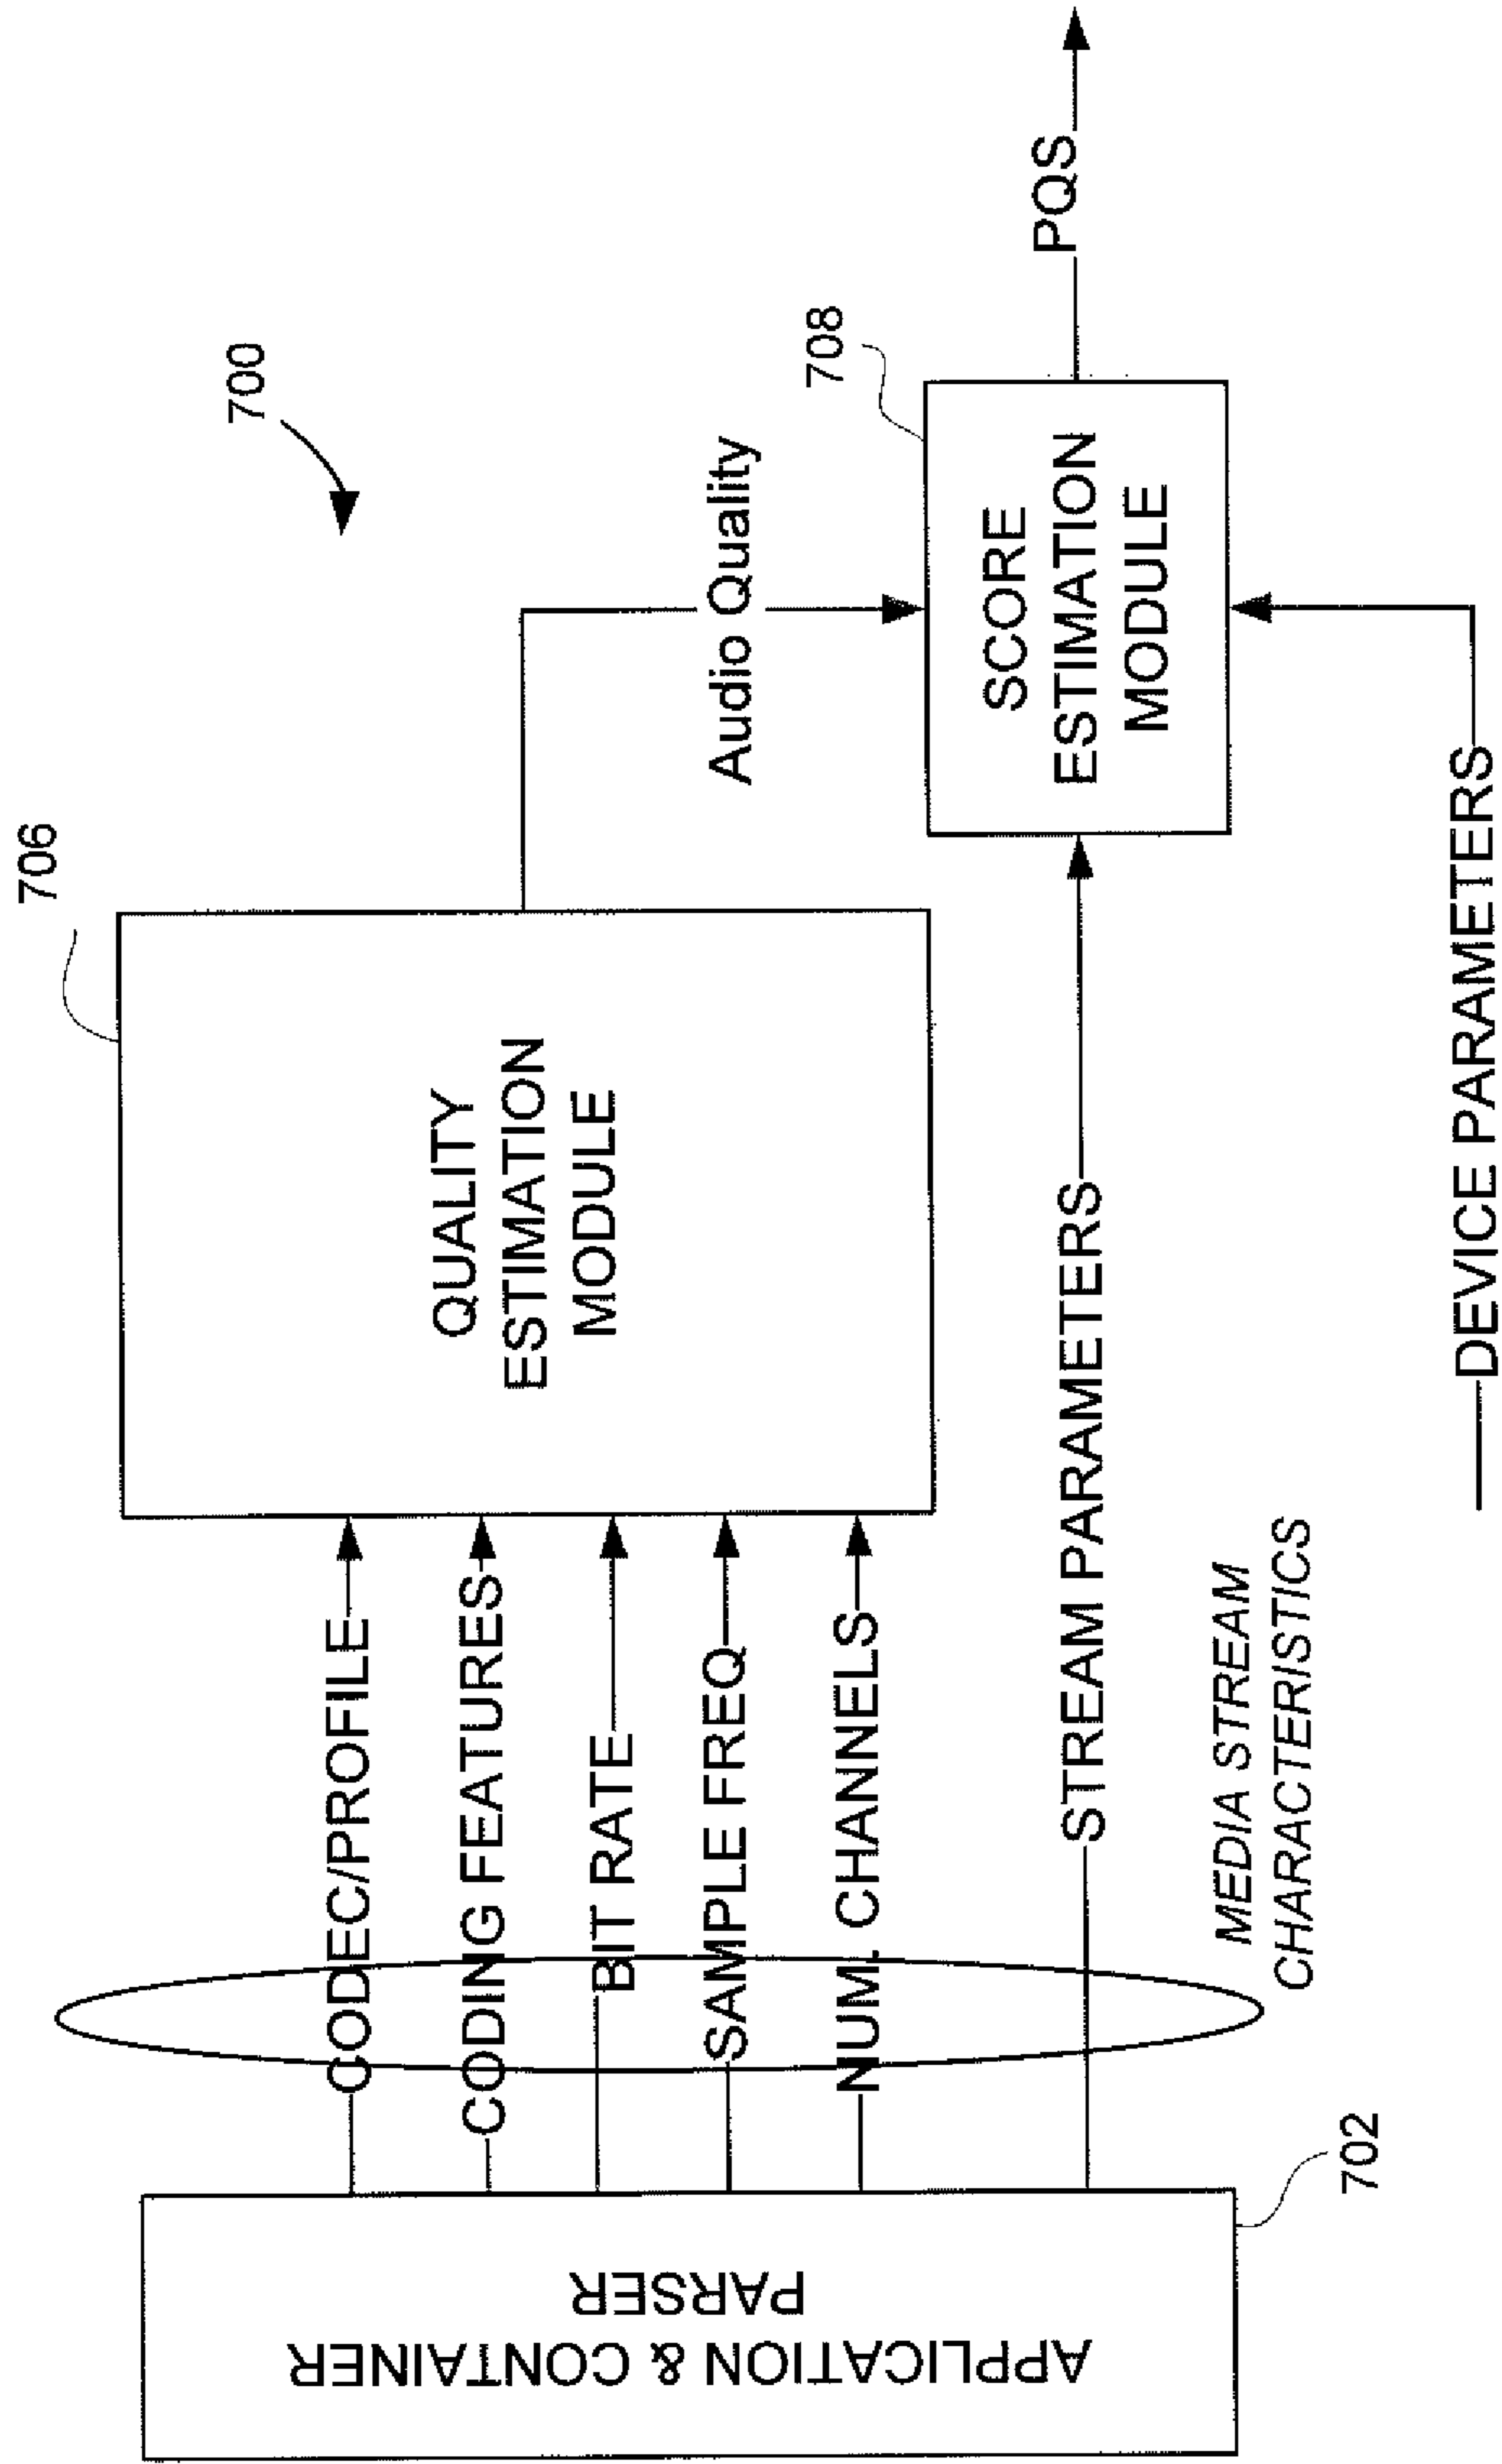 700
706
708
702
APPLICATION & CONTAINER
PARSER
CODEC/PROFILE
CODING FEATURES
BIT RATE
SAMPLE FREQ
NUM. CHANNELS
STREAM PARAMETERS
MEDIA STREAM
CHARACTERISTICS
QUALITY
ESTIMATION
MODULE
Audio Quality
SCORE
ESTIMATION
MODULE
PQS
DEVICE PARAMETERS